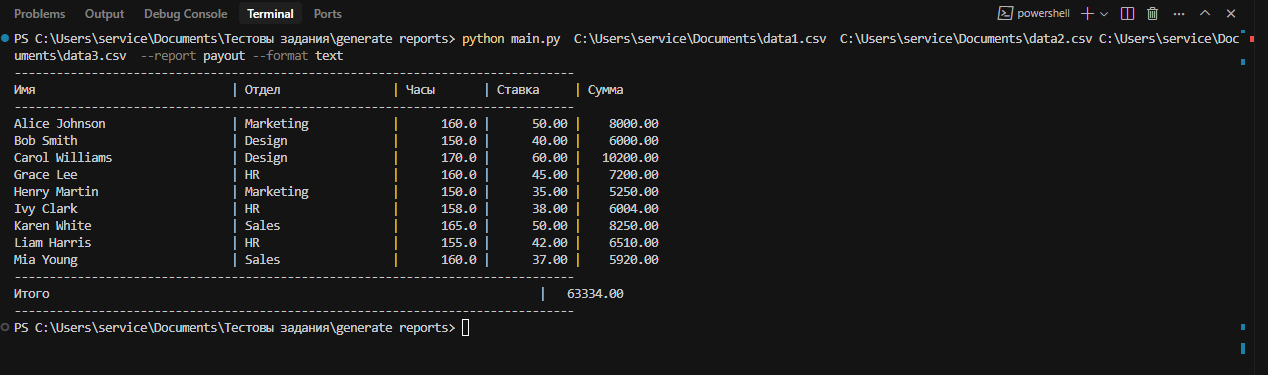 Problems Output Debug Console Terminal Ports powershell
PS C:\Users\service\Documents\Тестовы задания\generate reports> python main.py C:\Users\service\Documents\data1.csv C:\Users\service\Documents\data2.csv C:\Users\service\Doc
uments\data3.csv --report payout --format text
--------------------------------------------------------------------------------
Имя | Отдел | Часы | Ставка | Сумма
--------------------------------------------------------------------------------
Alice Johnson | Marketing | 160.0 | 50.00 | 8000.00
Bob Smith | Design | 150.0 | 40.00 | 6000.00
Carol Williams | Design | 170.0 | 60.00 | 10200.00
Grace Lee | HR | 160.0 | 45.00 | 7200.00
Henry Martin | Marketing | 150.0 | 35.00 | 5250.00
Ivy Clark | HR | 158.0 | 38.00 | 6004.00
Karen White | Sales | 165.0 | 50.00 | 8250.00
Liam Harris | HR | 155.0 | 42.00 | 6510.00
Mia Young | Sales | 160.0 | 37.00 | 5920.00
--------------------------------------------------------------------------------
Итого | 63334.00
--------------------------------------------------------------------------------
PS C:\Users\service\Documents\Тестовы задания\generate reports>